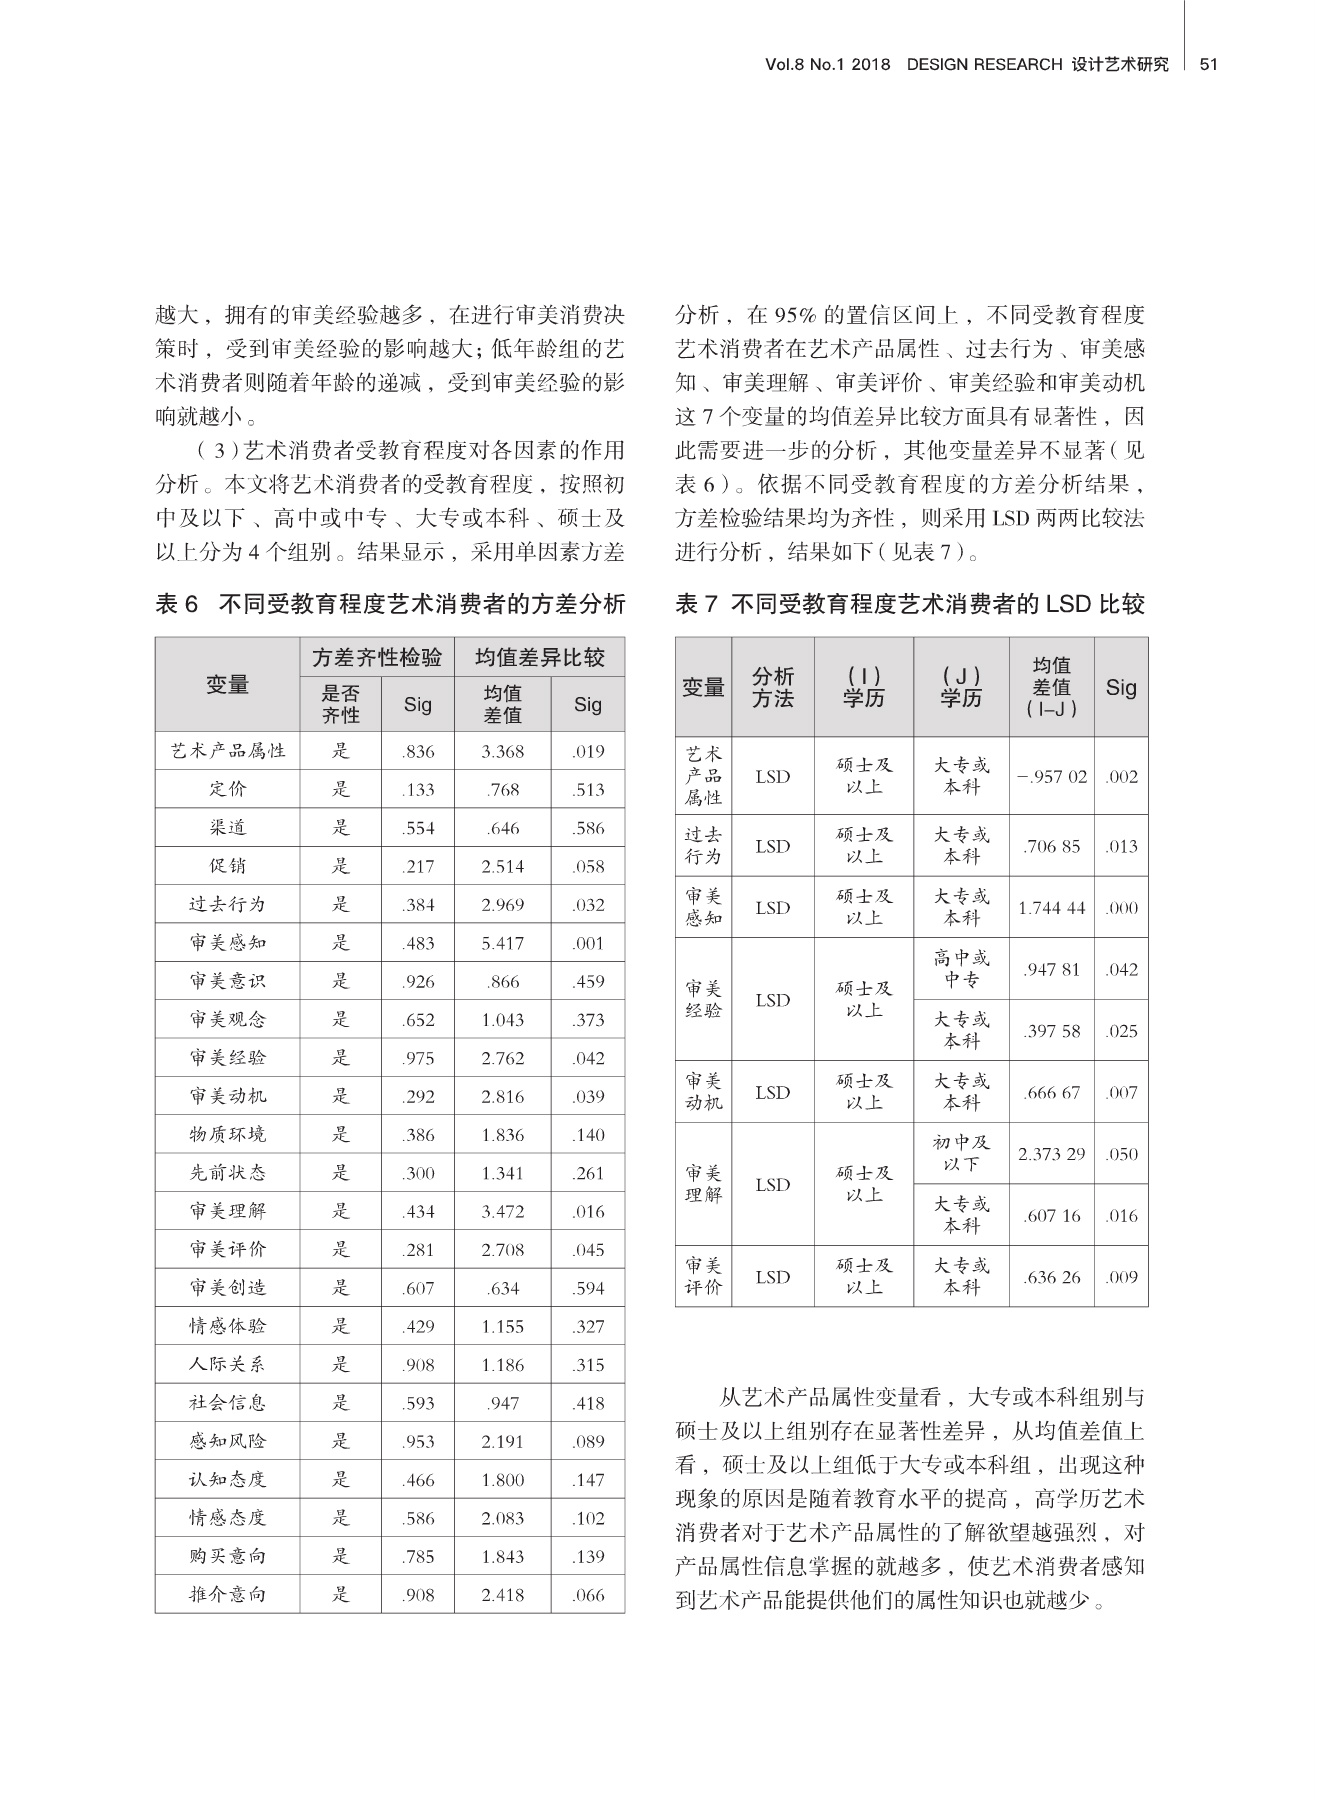 Vol.8 No.1 2018 DESIGN RESEARCH 设计艺术研究 51
越大，拥有的审美经验越多，在进行审美消费决
策时，受到审美经验的影响越大；低年龄组的艺
术消费者则随着年龄的递减，受到审美经验的影
响就越小。
（3）艺术消费者受教育程度对各因素的作用
分析。本文将艺术消费者的受教育程度，按照初
中及以下、高中或中专、大专或本科、硕士及
以上分为 4 个组别。结果显示，采用单因素方差
表 6 不同受教育程度艺术消费者的方差分析
变量 方差齐性检验 均值差异比较
是否齐性 Sig 均值差值 Sig
艺术产品属性 是 .836 3.368 .019
定价 是 .133 .768 .513
渠道 是 .554 .646 .586
促销 是 .217 2.514 .058
过去行为 是 .384 2.969 .032
审美感知 是 .483 5.417 .001
审美意识 是 .926 .866 .459
审美观念 是 .652 1.043 .373
审美经验 是 .975 2.762 .042
审美动机 是 .292 2.816 .039
物质环境 是 .386 1.836 .140
先前状态 是 .300 1.341 .261
审美理解 是 .434 3.472 .016
审美评价 是 .281 2.708 .045
审美创造 是 .607 .634 .594
情感体验 是 .429 1.155 .327
人际关系 是 .908 1.186 .315
社会信息 是 .593 .947 .418
感知风险 是 .953 2.191 .089
认知态度 是 .466 1.800 .147
情感态度 是 .586 2.083 .102
购买意向 是 .785 1.843 .139
推介意向 是 .908 2.418 .066
分析，在 95% 的置信区间上，不同受教育程度
艺术消费者在艺术产品属性、过去行为、审美感
知、审美理解、审美评价、审美经验和审美动机
这 7 个变量的均值差异比较方面具有显著性，因
此需要进一步的分析，其他变量差异不显著（见
表 6）。依据不同受教育程度的方差分析结果，
方差检验结果均为齐性，则采用 LSD 两两比较法
进行分析，结果如下（见表 7）。
表 7 不同受教育程度艺术消费者的 LSD 比较
变量 分析方法 （I）学历 （J）学历 均值差值（I–J） Sig
艺术产品属性 LSD 硕士及以上 大专或本科 –.957 02 .002
过去行为 LSD 硕士及以上 大专或本科 .706 85 .013
审美感知 LSD 硕士及以上 大专或本科 1.744 44 .000
审美经验 LSD 硕士及以上 高中或中专 .947 81 .042
大专或本科 .397 58 .025
审美动机 LSD 硕士及以上 大专或本科 .666 67 .007
审美理解 LSD 硕士及以上 初中及以下 2.373 29 .050
大专或本科 .607 16 .016
审美评价 LSD 硕士及以上 大专或本科 .636 26 .009
从艺术产品属性变量看，大专或本科组别与
硕士及以上组别存在显著性差异，从均值差值上
看，硕士及以上组低于大专或本科组，出现这种
现象的原因是随着教育水平的提高，高学历艺术
消费者对于艺术产品属性的了解欲望越强烈，对
产品属性信息掌握的就越多，使艺术消费者感知
到艺术产品能提供他们的属性知识也就越少。